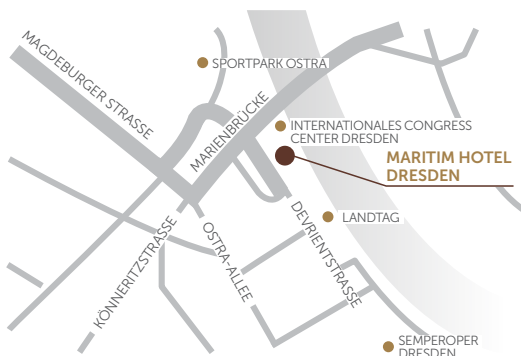 MAGDEBURGER STRASSE
SPORTPARK OSTRA
MARIENBRÜCKE
INTERNATIONALES CONGRESS
CENTER DRESDEN
MARITIM HOTEL
DRESDEN
LANDTAG
DEVRIENTSTRASSE
OSTRA-ALLEE
KÖNNERITZSTRASSE
SEMPEROPER
DRESDEN